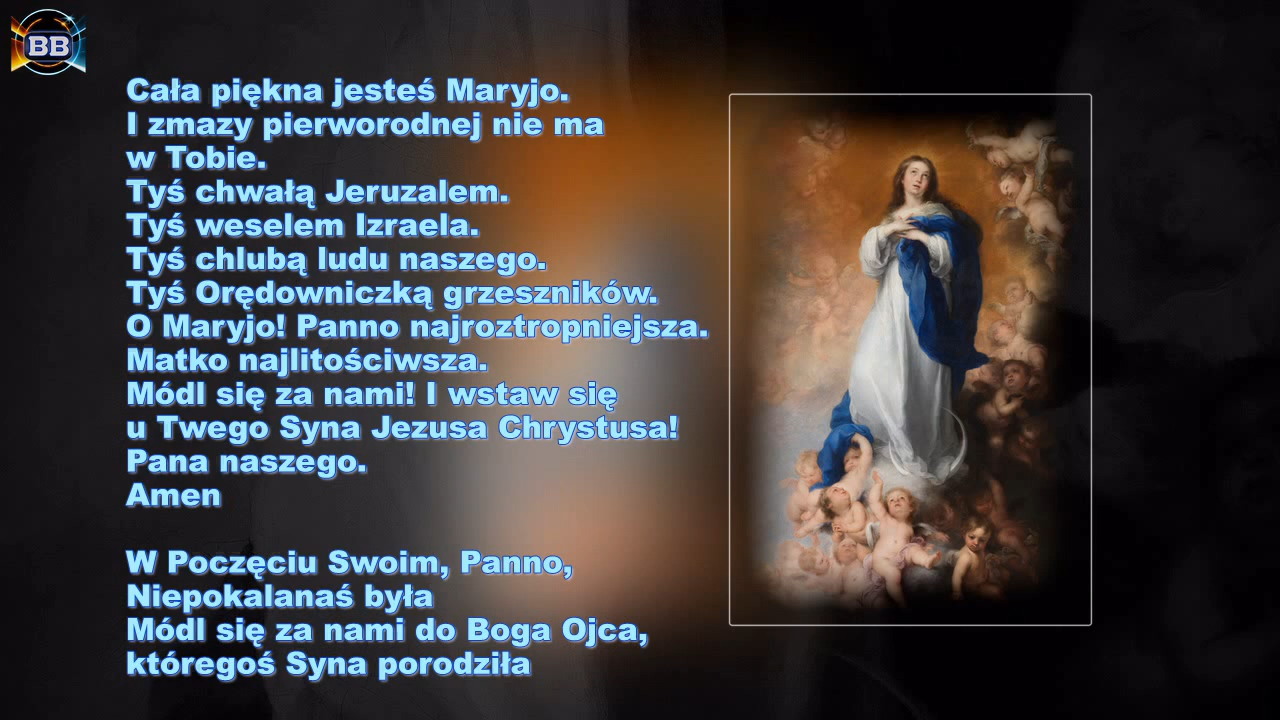 BB
Cała piękna jesteś Maryjo.
I zmazy pierworodnej nie ma
w Tobie.
Tyś chwałą Jeruzalem.
Tyś weselem Izraela.
Tyś chlubą ludu naszego.
Tyś Orędowniczką grzeszników.
O Maryjo! Panno najroztropniejsza.
Matko najlitościwsza.
Módl się za nami! I wstaw się
u Twego Syna Jezusa Chrystusa!
Pana naszego.
Amen
W Poczęciu Swoim, Panno,
Niepokalanaś była
Módl się za nami do Boga Ojca,
któregoś Syna porodziła